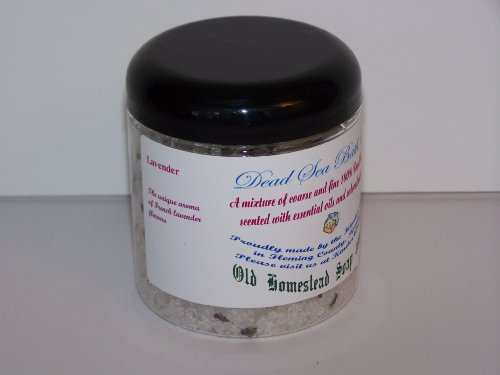 Lavender
The unique aroma
of French lavender
flowers
Dead Sea Bath
A mixture of coarse and fine 100%
scented with essential oils and
Proudly made by the
in Fleming County
Please visit us at
Old Homestead Soap